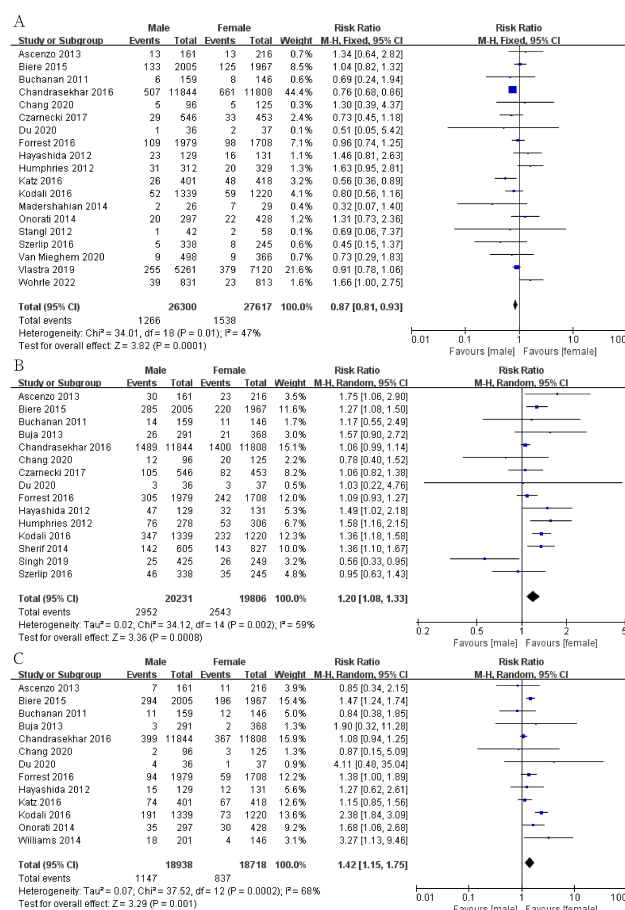 A
Male Female Risk Ratio Risk Ratio
Study or Subgroup Events Total Events Total Weight M-H, Fixed, 95% CI M-H, Fixed, 95% CI
Ascenzo 2013 13 161 13 216 0.7% 1.34 [0.64, 2.82]
Biere 2015 133 2005 125 1967 8.5% 1.04 [0.82, 1.32]
Buchanan 2011 6 159 8 146 0.6% 0.69 [0.24, 1.94]
Chandrasekhar 2016 507 11844 661 11808 44.4% 0.76 [0.68, 0.86]
Chang 2020 5 96 5 125 0.3% 1.30 [0.39, 4.37]
Czarnecki 2017 29 546 33 453 2.4% 0.73 [0.45, 1.18]
Du 2020 1 36 2 37 0.1% 0.51 [0.05, 5.42]
Forrest 2016 109 1979 98 1708 7.1% 0.96 [0.74, 1.25]
Hayashida 2012 23 129 16 131 1.1% 1.46 [0.81, 2.63]
Humphries 2012 31 312 20 329 1.3% 1.63 [0.95, 2.81]
Katz 2016 26 401 48 418 3.2% 0.56 [0.36, 0.89]
Kodali 2016 52 1339 59 1220 4.1% 0.80 [0.56, 1.16]
Madershahian 2014 2 26 7 29 0.4% 0.32 [0.07, 1.40]
Onorati 2014 20 297 22 428 1.2% 1.31 [0.73, 2.36]
Stangl 2012 1 42 2 58 0.1% 0.69 [0.06, 7.37]
Szerlip 2016 5 338 8 245 0.6% 0.45 [0.15, 1.37]
Van Mieghem 2020 9 498 9 366 0.7% 0.73 [0.29, 1.83]
Vlastra 2019 255 5261 379 7120 21.6% 0.91 [0.78, 1.06]
Wohrle 2022 39 831 23 813 1.6% 1.66 [1.00, 2.75]
Total (95% CI) 26300 27617 100.0% 0.87 [0.81, 0.93]
Total events 1266 1538
Heterogeneity: Chi² = 34.01, df = 18 (P = 0.01); I² = 47%
Test for overall effect: Z = 3.82 (P = 0.0001)
0.01 0.1 1 10 100
Favours [male] Favours [female]
B
Male Female Risk Ratio Risk Ratio
Study or Subgroup Events Total Events Total Weight M-H, Random, 95% CI M-H, Random, 95% CI
Ascenzo 2013 30 161 23 216 3.5% 1.75 [1.06, 2.90]
Biere 2015 285 2005 220 1967 11.6% 1.27 [1.08, 1.50]
Buchanan 2011 14 159 11 146 1.9% 1.17 [0.55, 2.49]
Buja 2013 26 291 21 368 3.0% 1.57 [0.90, 2.72]
Chandrasekhar 2016 1489 11844 1400 11808 15.1% 1.06 [0.99, 1.14]
Chang 2020 12 96 20 125 2.4% 0.78 [0.40, 1.52]
Czarnecki 2017 105 546 82 453 8.2% 1.06 [0.82, 1.38]
Du 2020 3 36 3 37 0.5% 1.03 [0.22, 4.76]
Forrest 2016 305 1979 242 1708 12.0% 1.09 [0.93, 1.27]
Hayashida 2012 47 129 32 131 5.3% 1.49 [1.02, 2.18]
Humphries 2012 76 278 53 306 6.7% 1.58 [1.16, 2.15]
Kodali 2016 347 1339 232 1220 12.3% 1.36 [1.18, 1.58]
Sherif 2014 142 605 143 827 9.8% 1.36 [1.10, 1.67]
Singh 2019 25 425 26 249 3.1% 0.56 [0.33, 0.95]
Szerlip 2016 46 338 35 245 4.8% 0.95 [0.63, 1.43]
Total (95% CI) 20231 19806 100.0% 1.20 [1.08, 1.33]
Total events 2952 2543
Heterogeneity: Tau² = 0.02; Chi² = 34.12, df = 14 (P = 0.002); I² = 59%
Test for overall effect: Z = 3.36 (P = 0.0008)
0.2 0.5 1 2 5
Favours [male] Favours [female]
C
Male Female Risk Ratio Risk Ratio
Study or Subgroup Events Total Events Total Weight M-H, Random, 95% CI M-H, Random, 95% CI
Ascenzo 2013 7 161 11 216 3.9% 0.85 [0.34, 2.15]
Biere 2015 294 2005 196 1967 15.4% 1.47 [1.24, 1.74]
Buchanan 2011 11 159 12 146 5.0% 0.84 [0.38, 1.85]
Buja 2013 3 291 2 368 1.3% 1.90 [0.32, 11.28]
Chandrasekhar 2016 399 11844 367 11808 16.1% 1.08 [0.94, 1.25]
Chang 2020 2 96 3 125 1.3% 0.87 [0.15, 5.09]
Du 2020 4 36 1 37 0.9% 4.11 [0.48, 35.04]
Forrest 2016 94 1979 59 1708 12.1% 1.38 [1.00, 1.89]
Hayashida 2012 15 129 12 131 5.7% 1.27 [0.62, 2.61]
Katz 2016 74 401 67 418 12.5% 1.15 [0.85, 1.56]
Kodali 2016 191 1339 73 1220 13.4% 2.38 [1.84, 3.09]
Onorati 2014 35 297 30 428 9.0% 1.68 [1.06, 2.68]
Williams 2014 18 201 4 146 3.2% 3.27 [1.13, 9.46]
Total (95% CI) 18938 18718 100.0% 1.42 [1.15, 1.75]
Total events 1147 837
Heterogeneity: Tau² = 0.07; Chi² = 37.52, df = 12 (P = 0.0002); I² = 68%
Test for overall effect: Z = 3.29 (P = 0.001)
0.01 0.1 1 10 100
Favours [male] Favours [female]